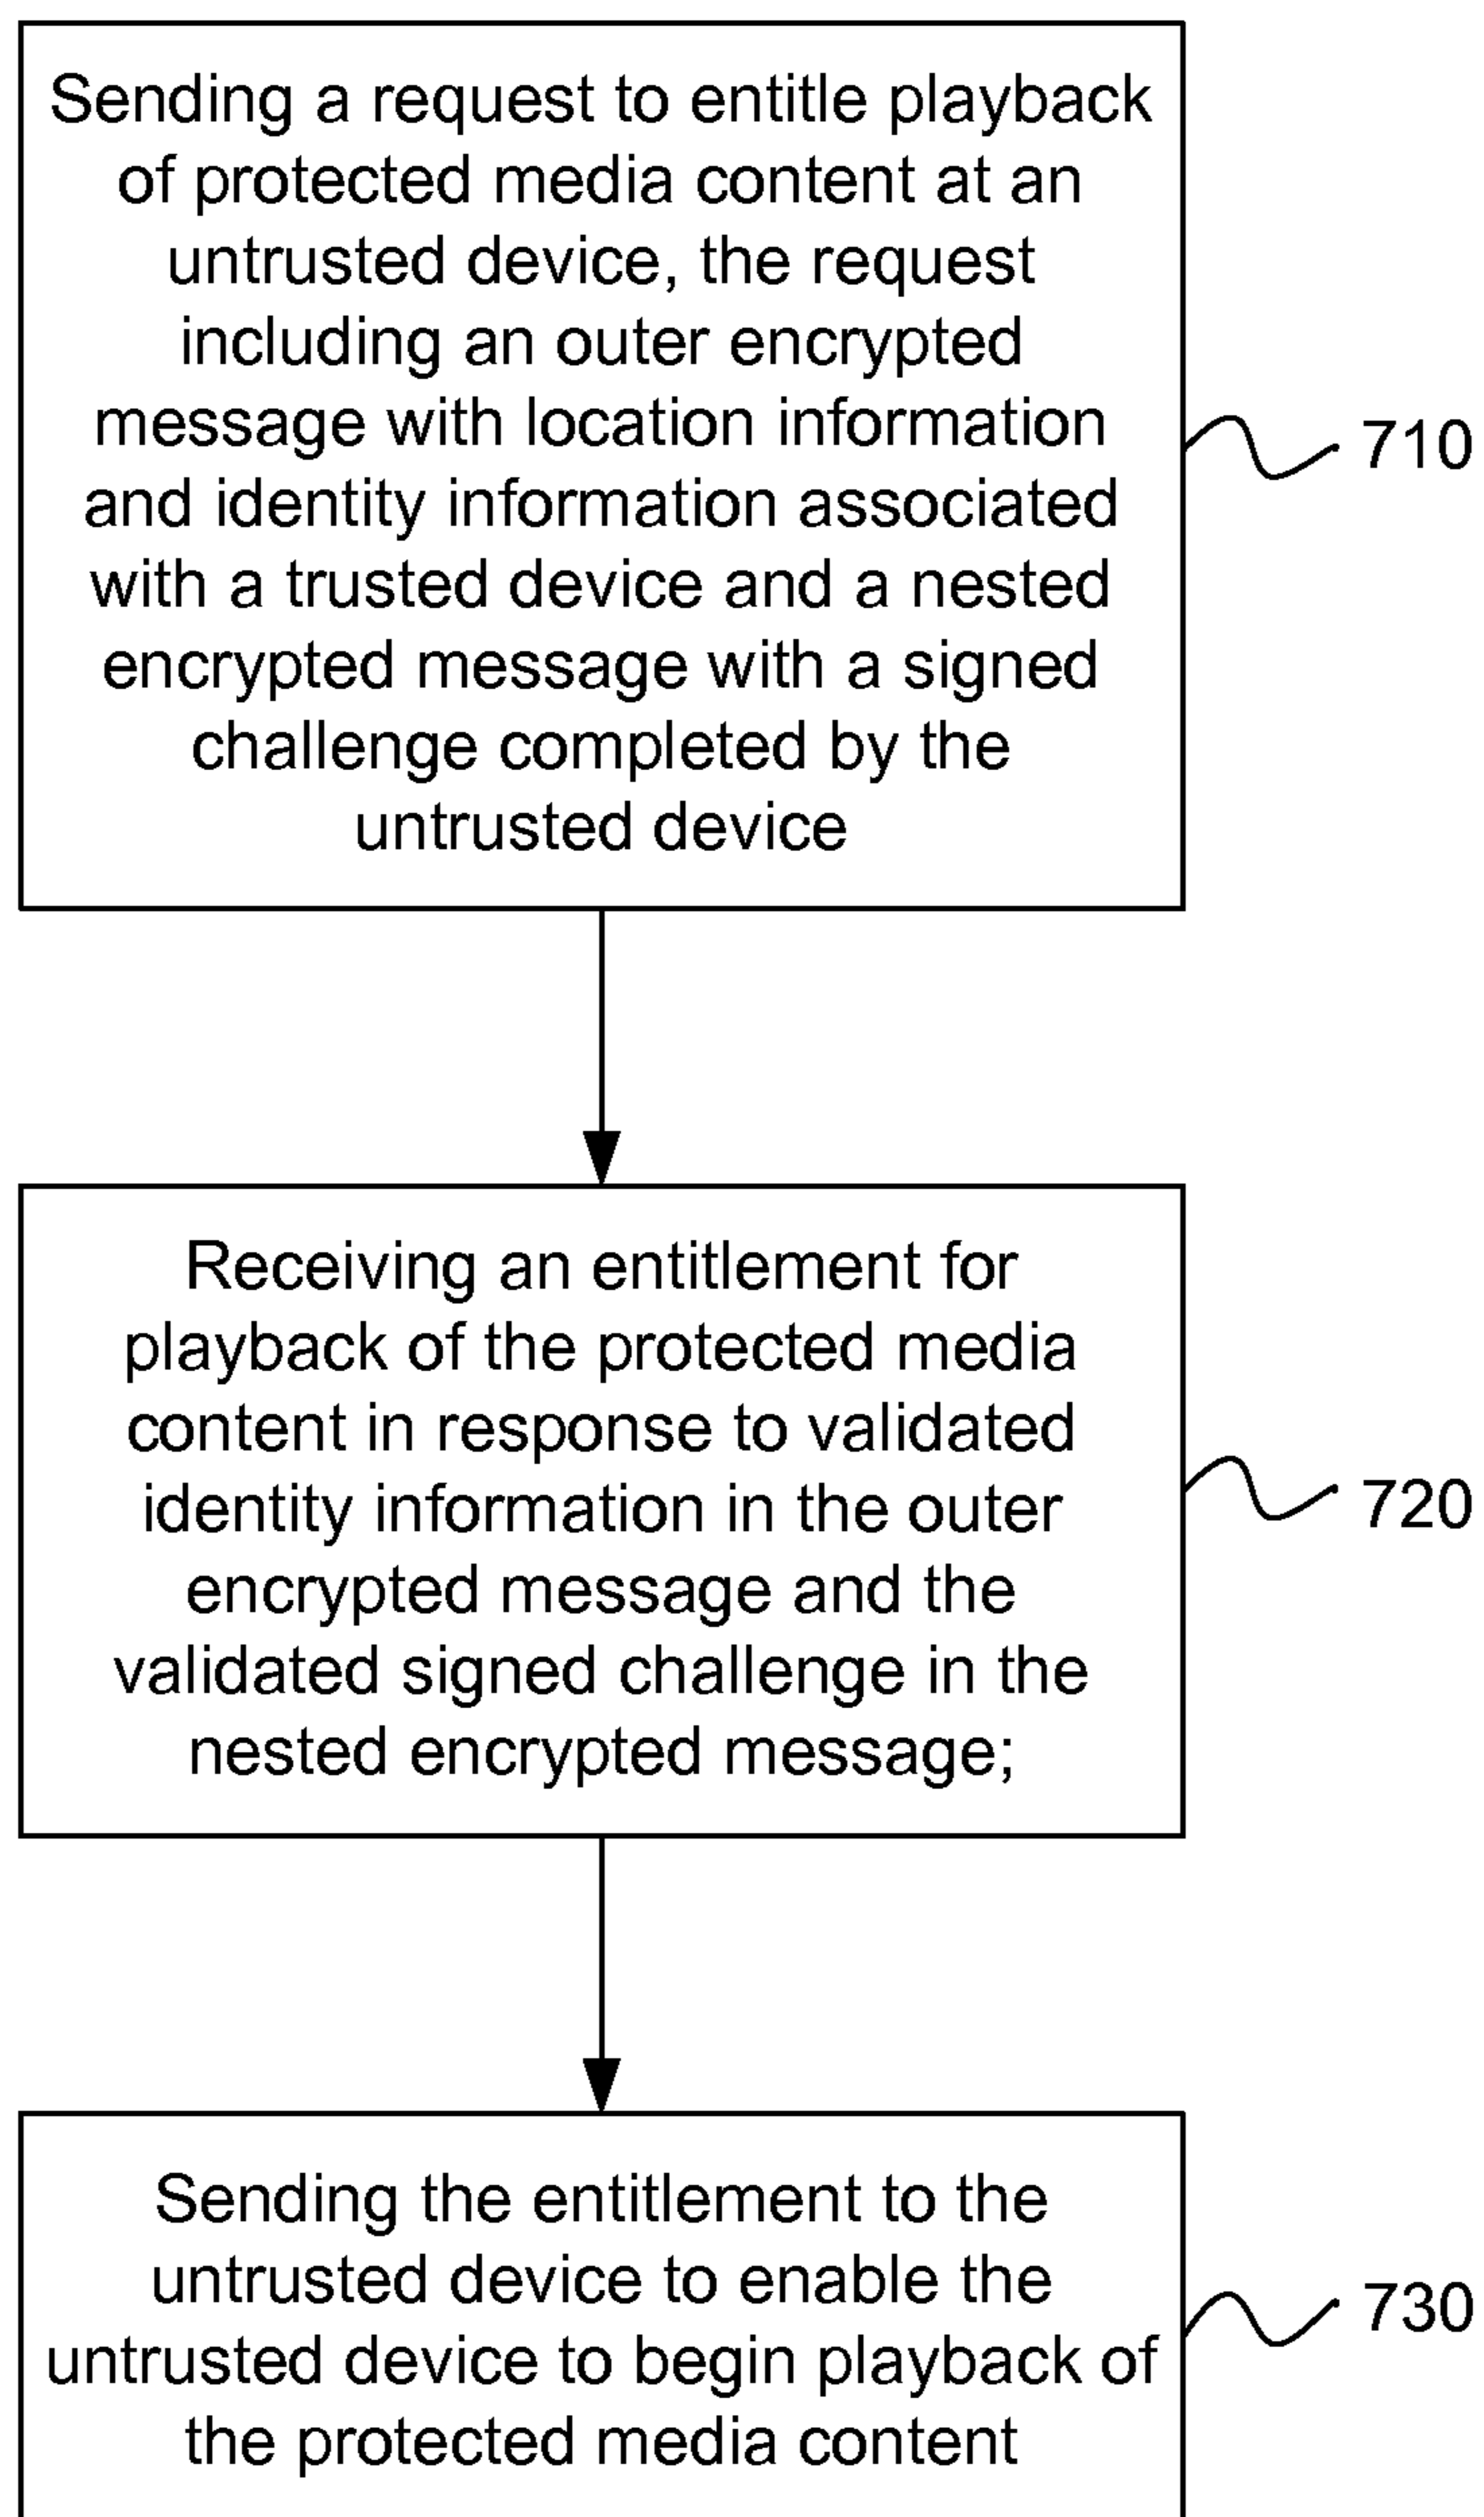 Sending a request to entitle playback
of protected media content at an
untrusted device, the request
including an outer encrypted
message with location information
and identity information associated
with a trusted device and a nested
encrypted message with a signed
challenge completed by the
untrusted device
710
Receiving an entitlement for
playback of the protected media
content in response to validated
identity information in the outer
encrypted message and the
validated signed challenge in the
nested encrypted message;
720
Sending the entitlement to the
untrusted device to enable the
untrusted device to begin playback of
the protected media content
730